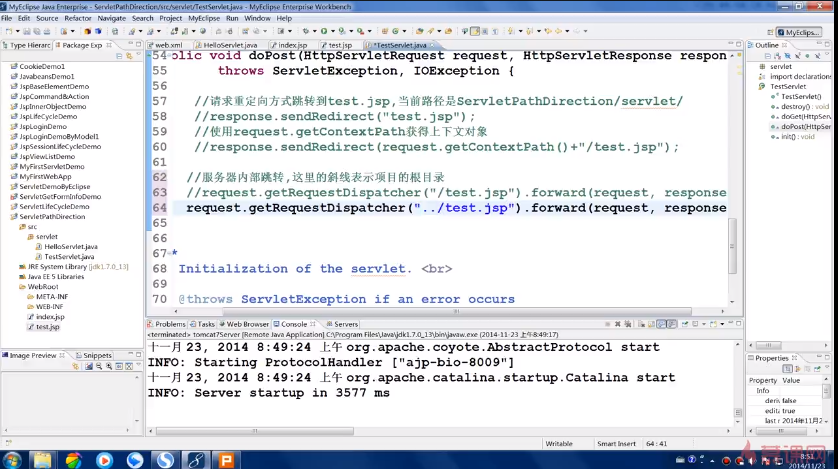 MyEclipse Java Enterprise - ServletPathDirection/src/servlet/TestServlet.java - MyEclipse Enterprise Workbench
File Edit Source Refactor Navigate Search Project MyEclipse Run Window Help
MyEclips...
Type Hierarc
Package Exp
web.xml
HelloServlet.java
index.jsp
test.jsp
*TestServlet.java
Outline
CookieDemo1
Javabeans1
JspBaseDemo
JspCommand&Action
JspInnerObjectDemo
JspLifeCycleDemo
JspLoginDemo
JspLoginDemoByModel1
JspSessionLifeCycleDemo
JspViewListDemo
MyFirstServletDemo
MyFirstWebApp
ServletDemoByEclipse
ServletGetFormInfoDemo
ServletLifeCycleDemo
ServletPathDirection
src
servlet
HelloServlet.java
TestServlet.java
JRE System Library [jdk1.7.0_13]
Java EE 5 Libraries
WebRoot
META-INF
WEB-INF
index.jsp
test.jsp
54 blic void doPost(HttpServletRequest request, HttpServletResponse respon
55 throws ServletException, IOException {
56
57 //请求重定向方式跳转到test.jsp,当前路径是ServletPathDirection/servlet/
58 //response.sendRedirect("test.jsp");
59 //使用request.getContextPath获得上下文对象
60 //response.sendRedirect(request.getContextPath()+"/test.jsp");
61
62 //服务器内部跳转,这里的斜线表示项目的根目录
63 //request.getRequestDispatcher("/test.jsp").forward(request, response
64 request.getRequestDispatcher("../test.jsp").forward(request, response
65
66
67 *
68 Initialization of the servlet. <br>
69
70 @throws ServletException if an error occurs
servlet
import declarations
TestServlet
TestServlet()
destroy() : void
doGet(HttpSer
doPost(HttpSer
init() : void
Image Preview
Snippets
Problems
Tasks
Web Browser
Console
Servers
<terminated> tomcat7Server [Remote Java Application] C:\Program Files\Java\jdk1.7.0_13\bin\javaw.exe (2014-11-23 上午8:49:17)
十一月 23, 2014 8:49:24 上午 org.apache.coyote.AbstractProtocol start
INFO: Starting ProtocolHandler ["ajp-bio-8009"]
十一月 23, 2014 8:49:24 上午 org.apache.catalina.startup.Catalina start
INFO: Server startup in 3577 ms
Properties
Property Value
Info
deri false
edita true
last r 2014年11月2
Writable
Smart Insert
64 : 41
慕课网
8:51
2014/11/23